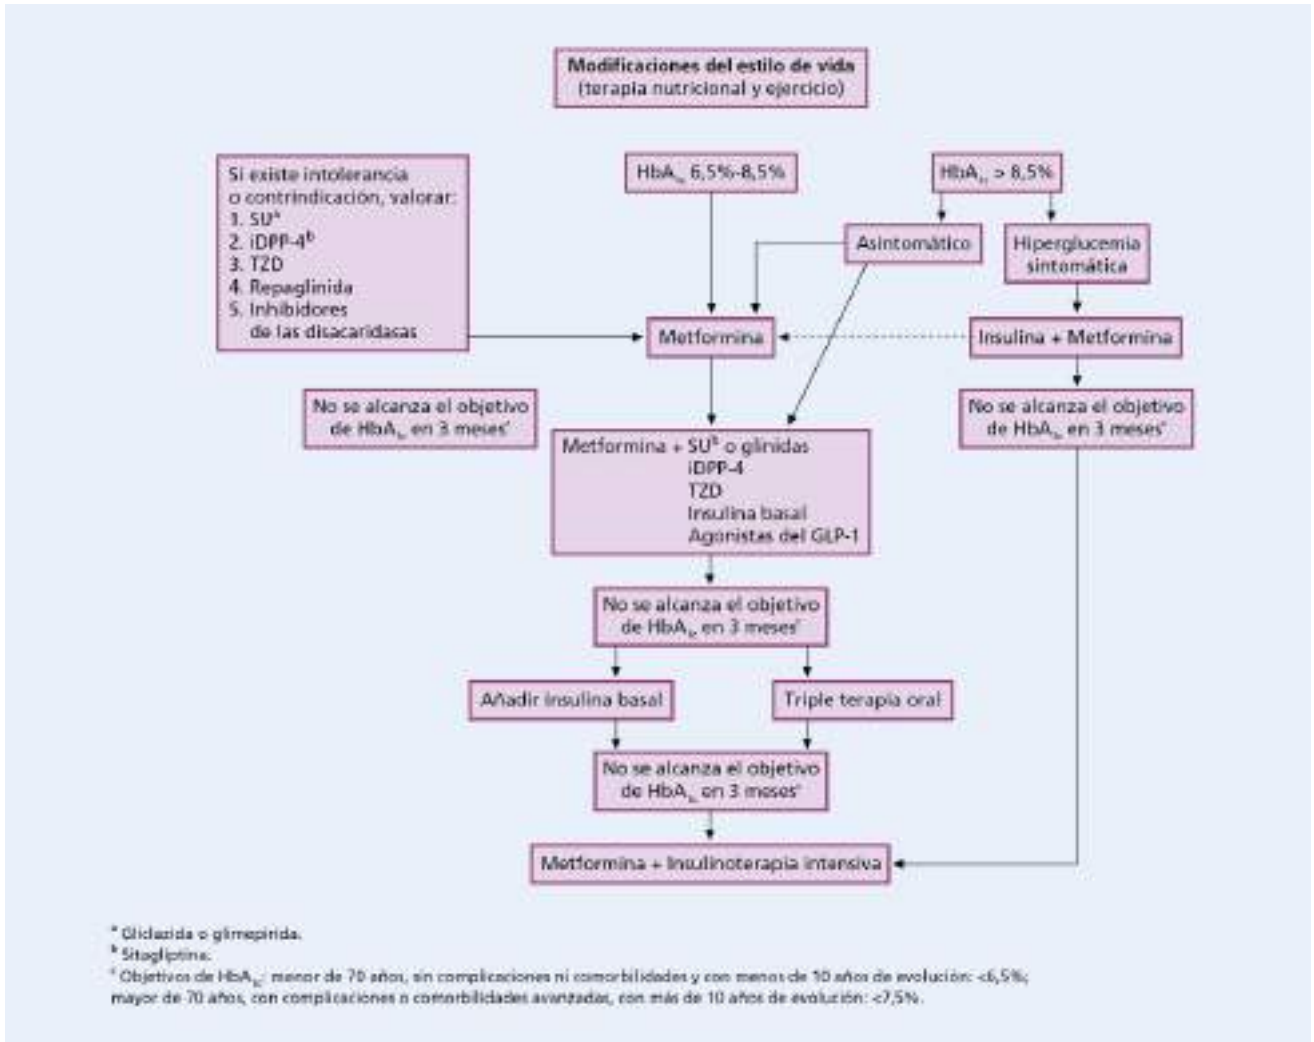 Modificaciones del estilo de vida
(terapia nutricional y ejercicio)
Si existe intolerancia
o contrindicación, valorar:
1. SUª
2. iDPP-4ᵇ
3. TZD
4. Repaglinida
5. Inhibidores
de las disacaridasas
HbA₁c 6,5%-8,5%
HbA₁c > 8,5%
Asintomático
Hiperglucemia
sintomática
Metformina
Insulina + Metformina
No se alcanza el objetivo
de HbA₁c en 3 mesesᶜ
No se alcanza el objetivo
de HbA₁c en 3 mesesᶜ
Metformina + SUᵇ o glinidas
iDPP-4
TZD
Insulina basal
Agonistas del GLP-1
No se alcanza el objetivo
de HbA₁c en 3 mesesᶜ
Añadir insulina basal
Triple terapia oral
No se alcanza el objetivo
de HbA₁c en 3 mesesᶜ
Metformina + Insulinoterapia intensiva
ª Gliclazida o glimepirida.
ᵇ Sitagliptina.
ᶜ Objetivos de HbA₁c: menor de 70 años, sin complicaciones ni comorbilidades y con menos de 10 años de evolución: <6,5%;
mayor de 70 años, con complicaciones o comorbilidades avanzadas, con más de 10 años de evolución: <7,5%.